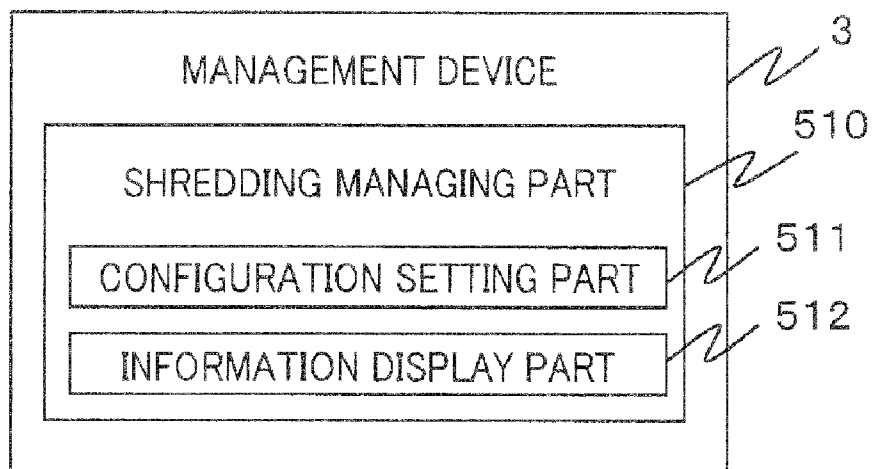 MANAGEMENT DEVICE
3
510
SHREDDING MANAGING PART
511
CONFIGURATION SETTING PART
512
INFORMATION DISPLAY PART